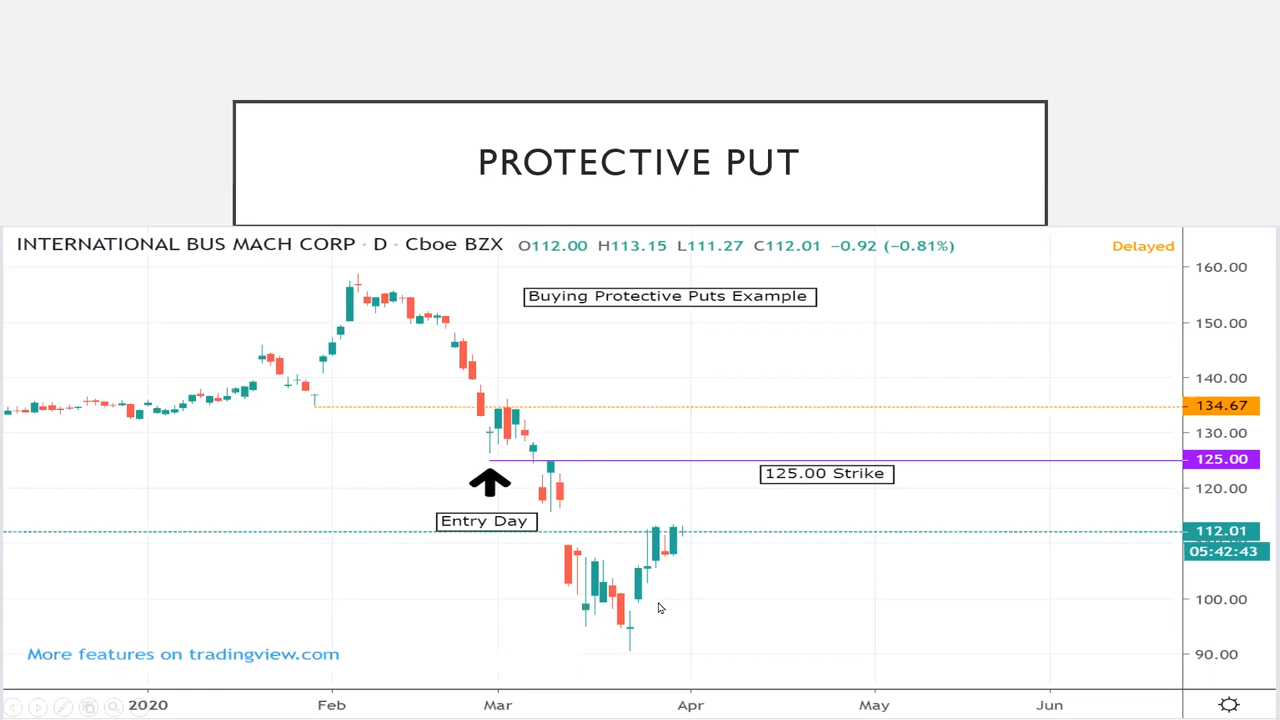 PROTECTIVE PUT
INTERNATIONAL BUS MACH CORP · D · Cboe BZX O112.00 H113.15 L111.27 C112.01 −0.92 (−0.81%) Delayed
160.00
Buying Protective Puts Example
150.00
140.00
134.67
130.00
125.00
125.00 Strike
120.00
Entry Day
112.01
05:42:43
100.00
90.00
More features on tradingview.com
2020 Feb Mar Apr May Jun